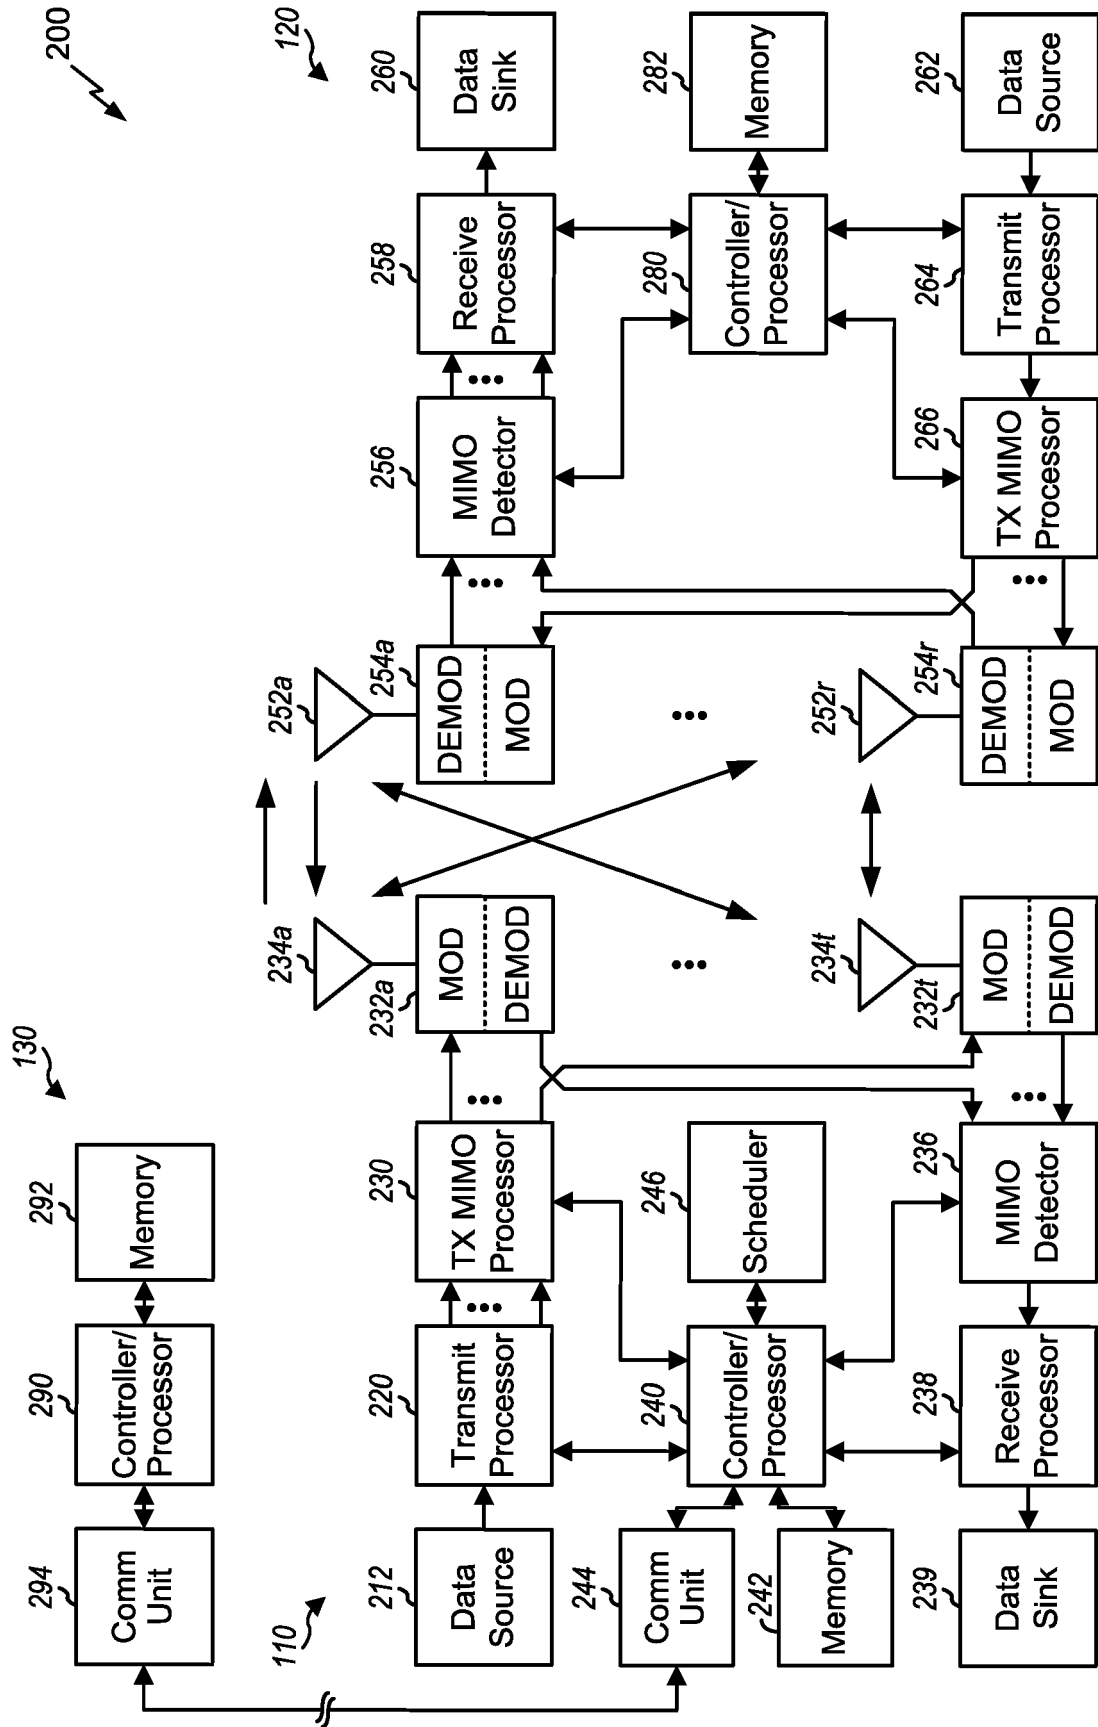 200
130
294
Comm
Unit
290
Controller/
Processor
292
Memory
110
120
212
Data
Source
220
Transmit
Processor
230
TX MIMO
Processor
232a
MOD
DEMOD
234a
252a
254a
DEMOD
MOD
256
MIMO
Detector
258
Receive
Processor
260
Data
Sink
244
Comm
Unit
242
Memory
240
Controller/
Processor
246
Scheduler
280
Controller/
Processor
282
Memory
239
Data
Sink
238
Receive
Processor
236
MIMO
Detector
232t
MOD
DEMOD
234t
252r
254r
DEMOD
MOD
266
TX MIMO
Processor
264
Transmit
Processor
262
Data
Source